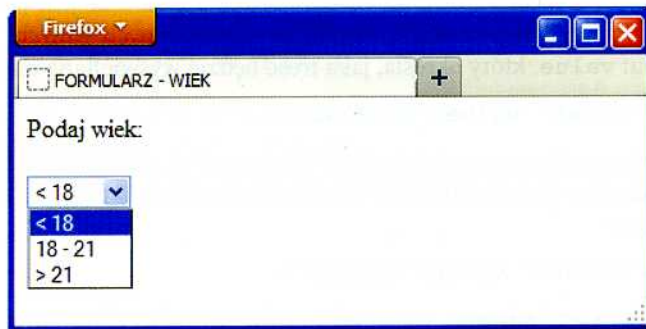 Firefox
FORMULARZ - WIEK
+
Podaj wiek:
< 18
< 18
18 - 21
> 21